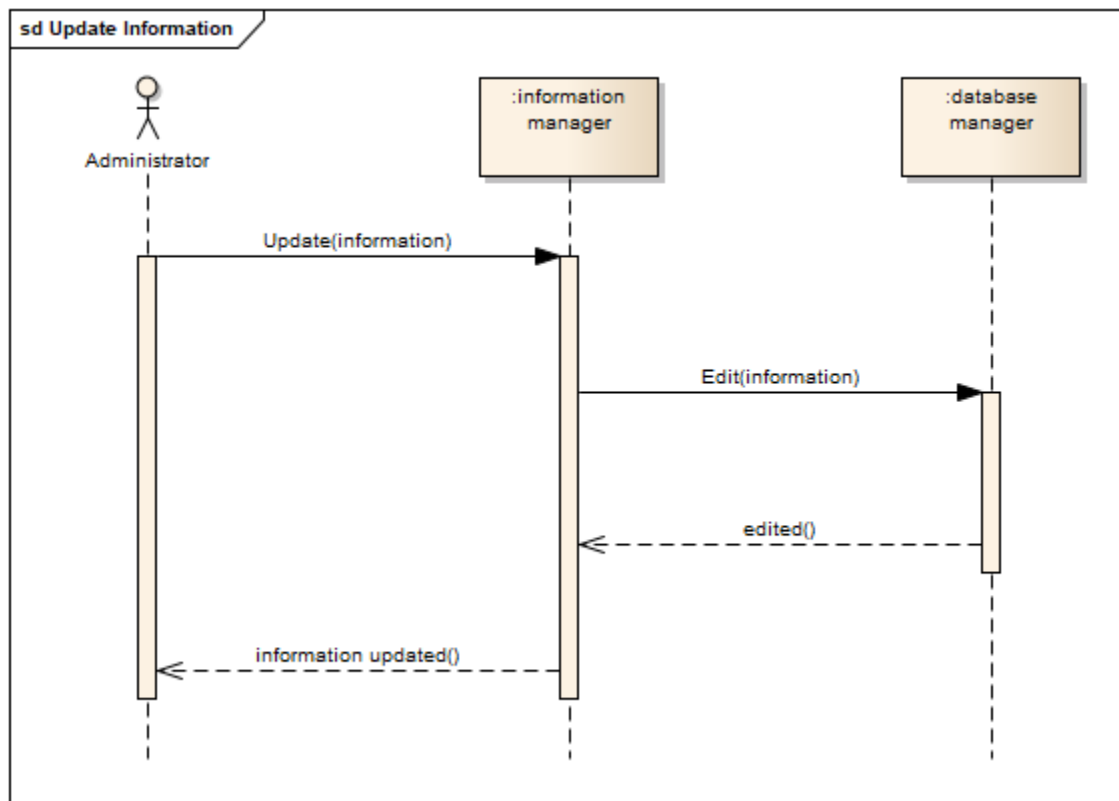 sd Update Information
:information
manager
:database
manager
Administrator
Update(information)
Edit(information)
edited()
information updated()